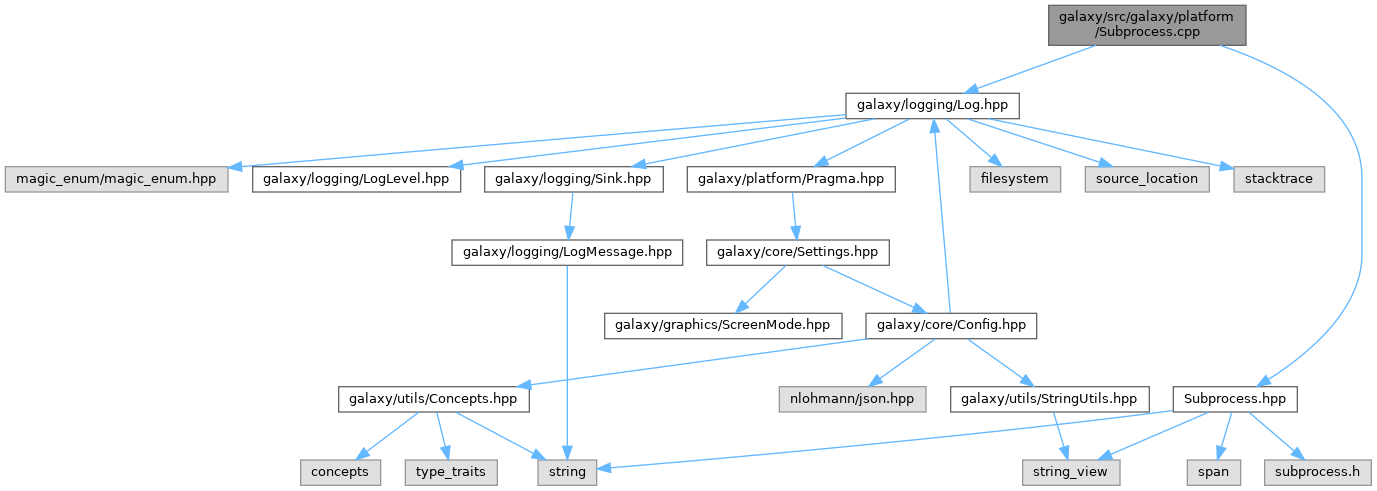 galaxy/src/galaxy/platform
/Subprocess.cpp
galaxy/logging/Log.hpp
magic_enum/magic_enum.hpp
galaxy/logging/LogLevel.hpp
galaxy/logging/Sink.hpp
galaxy/platform/Pragma.hpp
filesystem
source_location
stacktrace
galaxy/logging/LogMessage.hpp
galaxy/core/Settings.hpp
galaxy/graphics/ScreenMode.hpp
galaxy/core/Config.hpp
galaxy/utils/Concepts.hpp
nlohmann/json.hpp
galaxy/utils/StringUtils.hpp
Subprocess.hpp
concepts
type_traits
string
string_view
span
subprocess.h